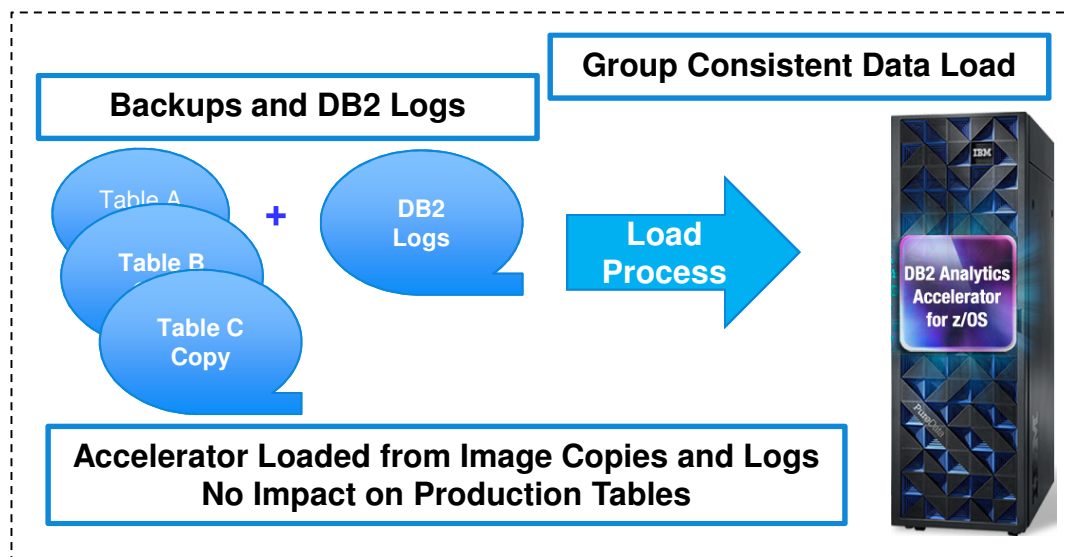 Group Consistent Data Load
Backups and DB2 Logs
Table A
Table B
Table C
Copy
+
DB2
Logs
Load
Process
IBM
DB2 Analytics
Accelerator
for z/OS
PureData
IBM
Accelerator Loaded from Image Copies and Logs
No Impact on Production Tables